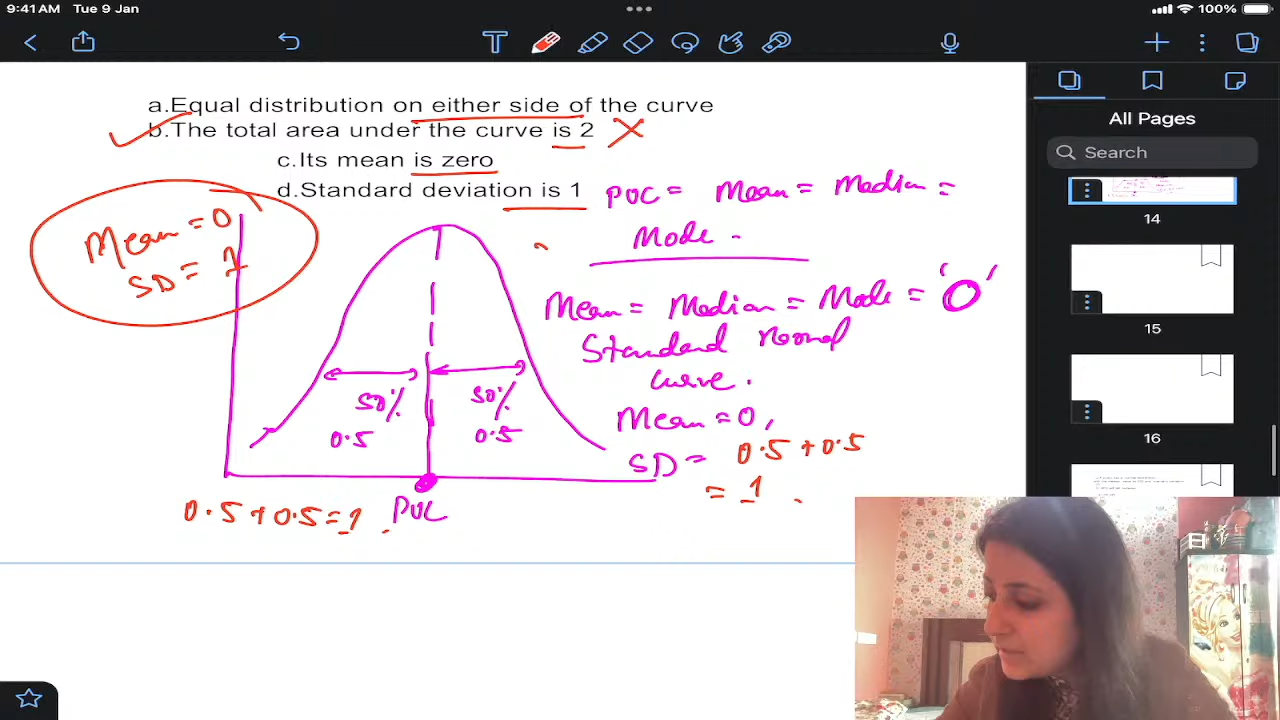 9:41 AM Tue 9 Jan
100%
a.Equal distribution on either side of the curve
b.The total area under the curve is 2
c.Its mean is zero
d.Standard deviation is 1
Mean = 0
SD = 1
POC = Mean = Median =
Mode.
Mean = Median = Mode = '0'
Standard normal
curve.
Mean = 0,
SD = 0.5 + 0.5
= 1.
50%
0.5
50%
0.5
0.5 + 0.5 = 1.
POC
All Pages
Search
14
15
16